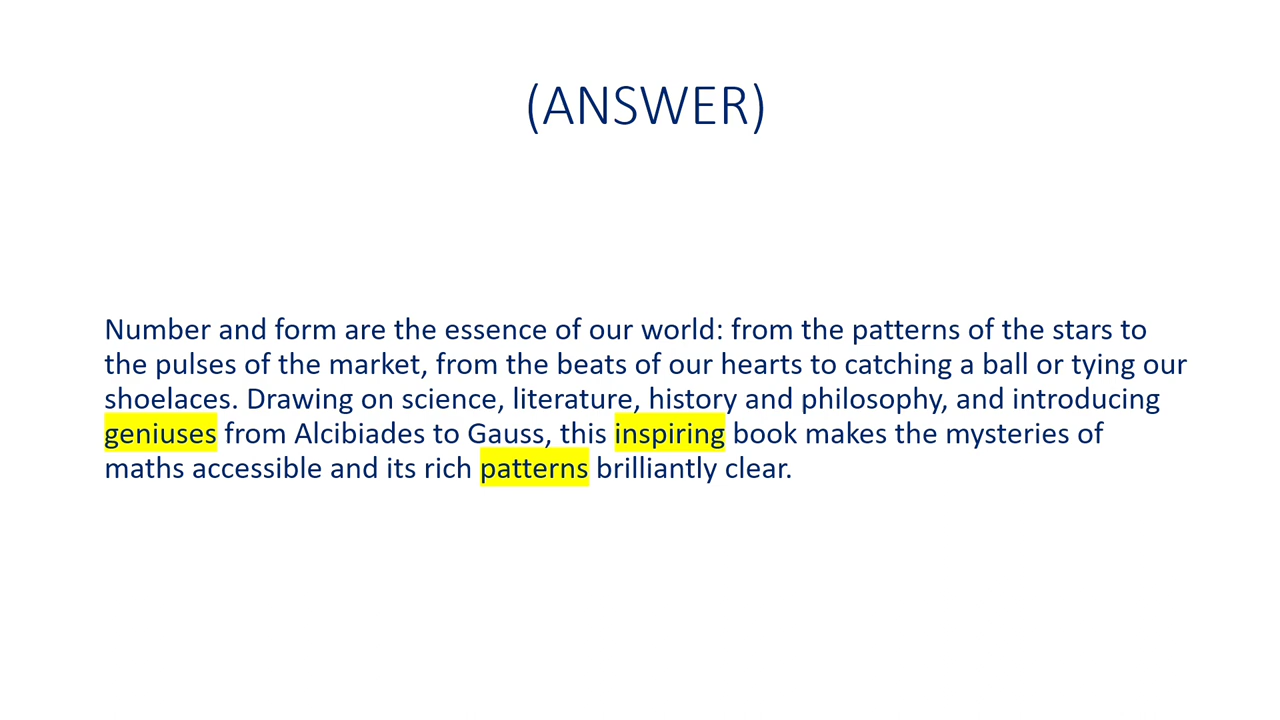 (ANSWER)
Number and form are the essence of our world: from the patterns of the stars to
the pulses of the market, from the beats of our hearts to catching a ball or tying our
shoelaces. Drawing on science, literature, history and philosophy, and introducing
geniuses from Alcibiades to Gauss, this inspiring book makes the mysteries of
maths accessible and its rich patterns brilliantly clear.